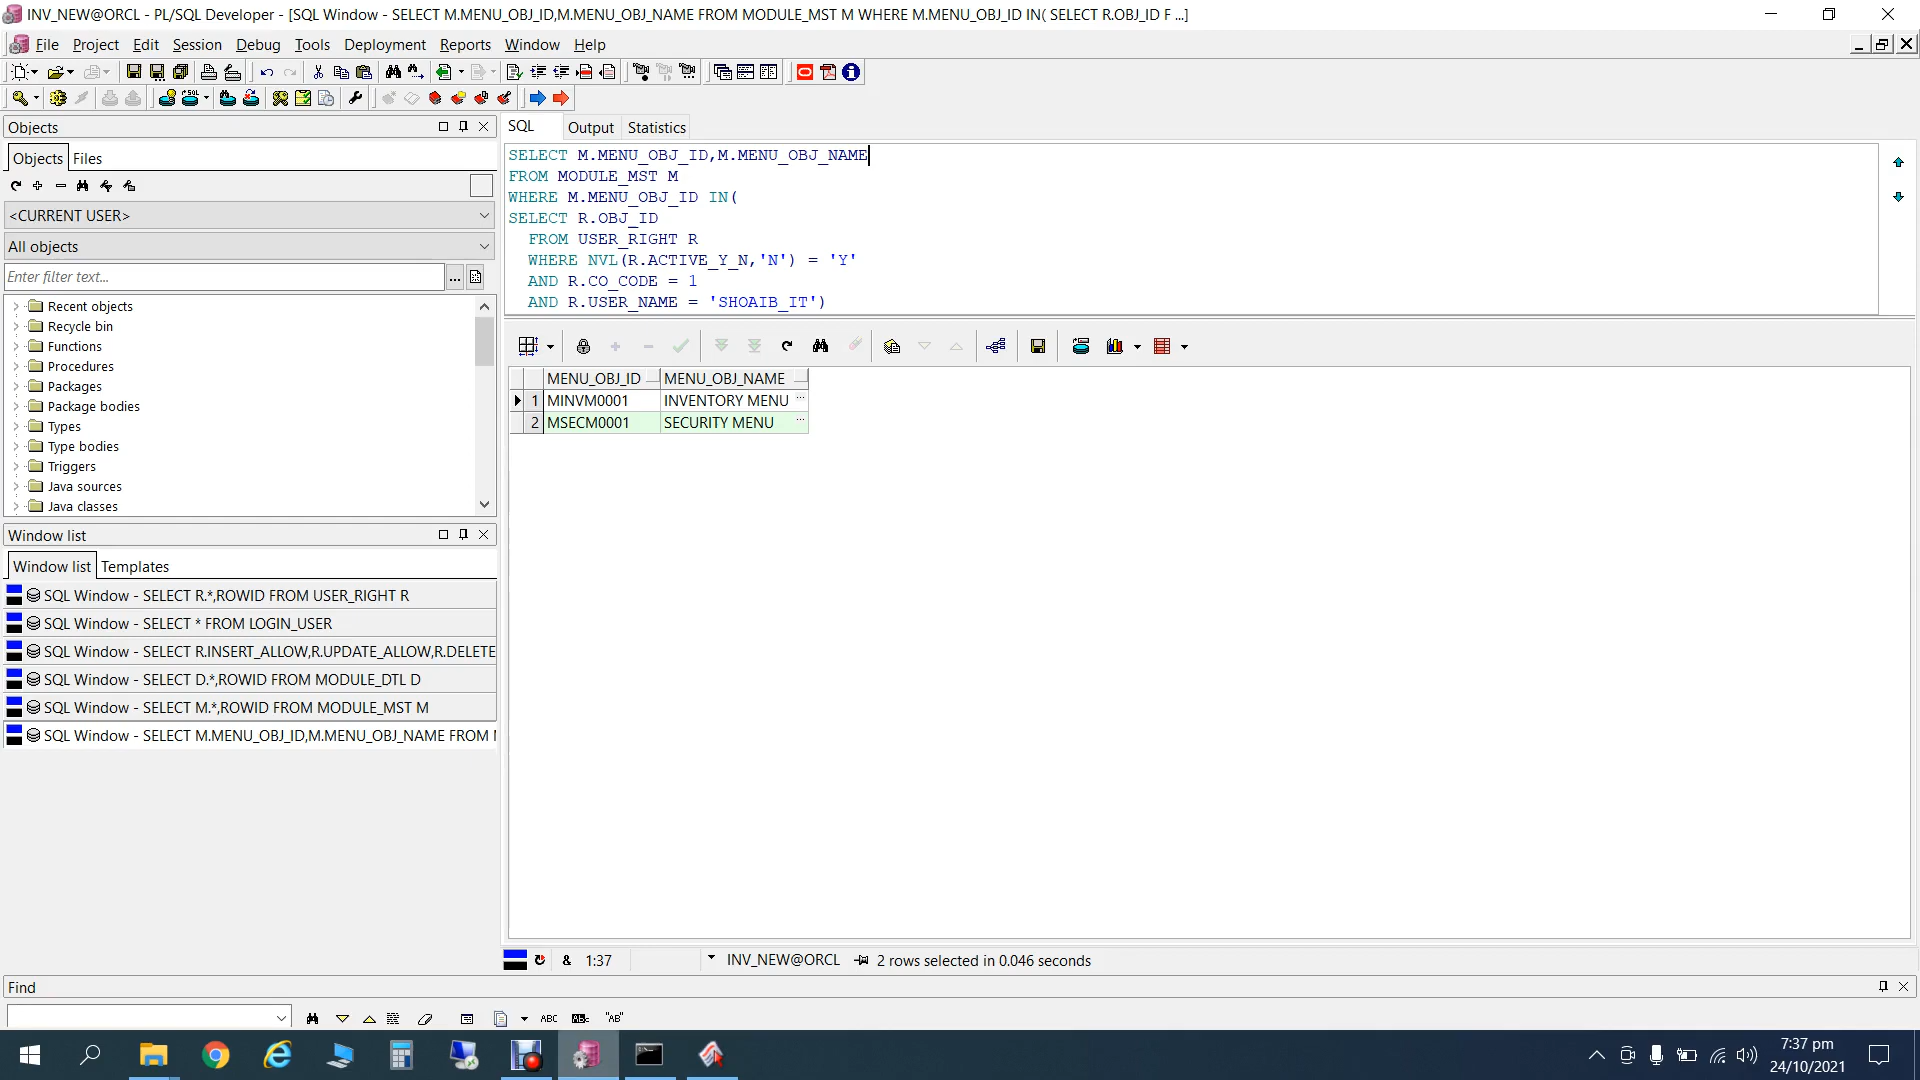 INV_NEW@ORCL - PL/SQL Developer - [SQL Window - SELECT M.MENU_OBJ_ID,M.MENU_OBJ_NAME FROM MODULE_MST M WHERE M.MENU_OBJ_ID IN( SELECT R.OBJ_ID F ...]
File Project Edit Session Debug Tools Deployment Reports Window Help
Objects
Objects Files
<CURRENT USER>
All objects
Enter filter text...
Recent objects
Recycle bin
Functions
Procedures
Packages
Package bodies
Types
Type bodies
Triggers
Java sources
Java classes
Window list
Window list Templates
SQL Window - SELECT R.*,ROWID FROM USER_RIGHT R
SQL Window - SELECT * FROM LOGIN_USER
SQL Window - SELECT R.INSERT_ALLOW,R.UPDATE_ALLOW,R.DELETE
SQL Window - SELECT D.*,ROWID FROM MODULE_DTL D
SQL Window - SELECT M.*,ROWID FROM MODULE_MST M
SQL Window - SELECT M.MENU_OBJ_ID,M.MENU_OBJ_NAME FROM
SQL Output Statistics
SELECT M.MENU_OBJ_ID,M.MENU_OBJ_NAME
FROM MODULE_MST M
WHERE M.MENU_OBJ_ID IN(
SELECT R.OBJ_ID
FROM USER_RIGHT R
WHERE NVL(R.ACTIVE_Y_N,'N') = 'Y'
AND R.CO_CODE = 1
AND R.USER_NAME = 'SHOAIB_IT')
MENU_OBJ_ID MENU_OBJ_NAME
1 MINVM0001 INVENTORY MENU ...
2 MSECM0001 SECURITY MENU ...
& 1:37 INV_NEW@ORCL 2 rows selected in 0.046 seconds
Find
ABC "AB"
7:37 pm
24/10/2021